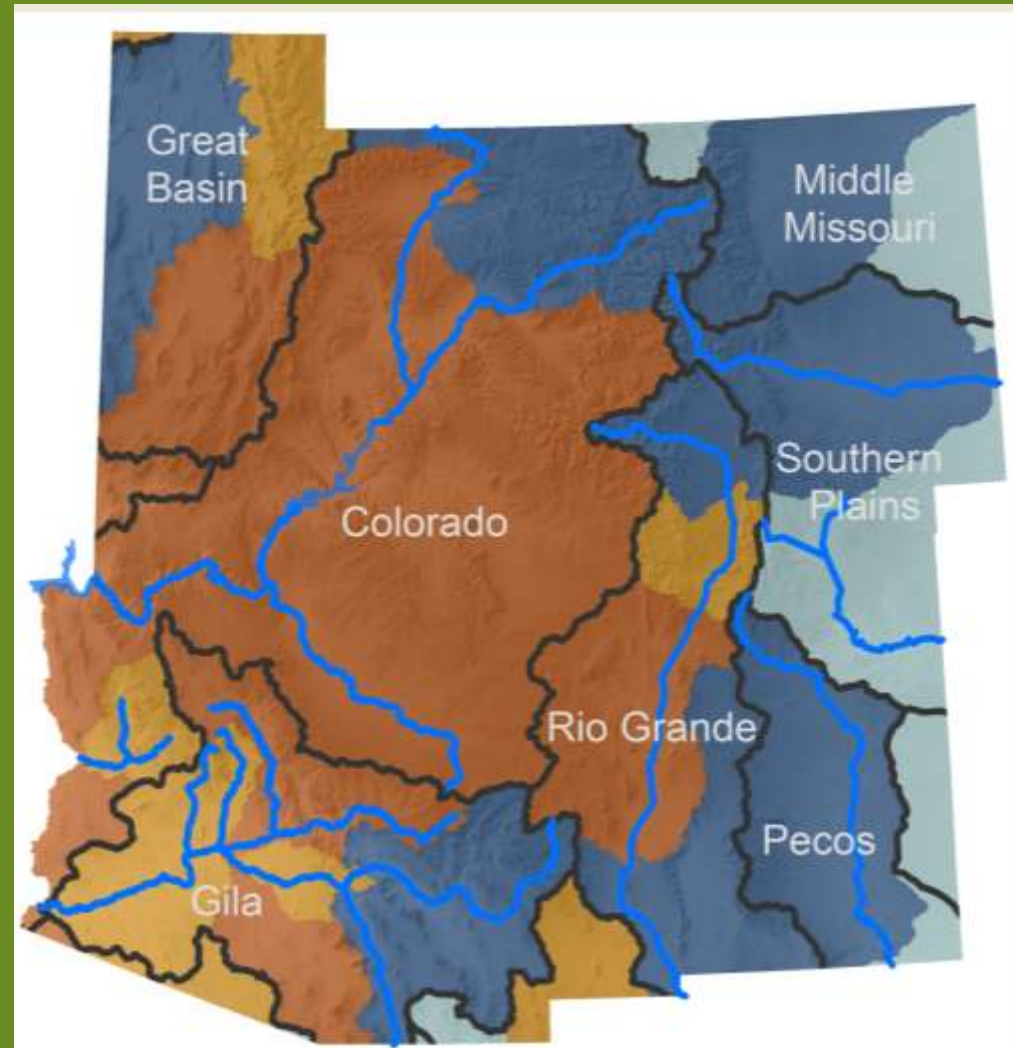 Great
Basin
Middle
Missouri
Southern
Plains
Colorado
Rio Grande
Pecos
Gila